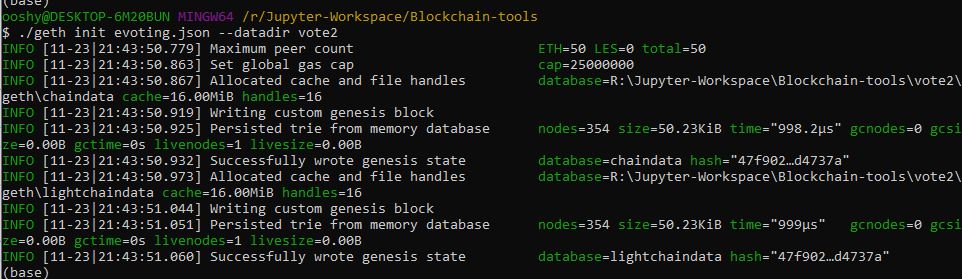 (base)
ooshy@DESKTOP-6M20BUN MINGW64 /r/Jupyter-Workspace/Blockchain-tools
$ ./geth init evoting.json --datadir vote2
INFO [11-23|21:43:50.779] Maximum peer count ETH=50 LES=0 total=50
INFO [11-23|21:43:50.863] Set global gas cap cap=25000000
INFO [11-23|21:43:50.867] Allocated cache and file handles database=R:\Jupyter-Workspace\Blockchain-tools\vote2\
geth\chaindata cache=16.00MiB handles=16
INFO [11-23|21:43:50.919] Writing custom genesis block
INFO [11-23|21:43:50.925] Persisted trie from memory database nodes=354 size=50.23KiB time="998.2µs" gcnodes=0 gcsi
ze=0.00B gctime=0s livenodes=1 livesize=0.00B
INFO [11-23|21:43:50.932] Successfully wrote genesis state database=chaindata hash="47f902…d4737a"
INFO [11-23|21:43:50.973] Allocated cache and file handles database=R:\Jupyter-Workspace\Blockchain-tools\vote2\
geth\lightchaindata cache=16.00MiB handles=16
INFO [11-23|21:43:51.044] Writing custom genesis block
INFO [11-23|21:43:51.051] Persisted trie from memory database nodes=354 size=50.23KiB time="999µs" gcnodes=0 gcsi
ze=0.00B gctime=0s livenodes=1 livesize=0.00B
INFO [11-23|21:43:51.060] Successfully wrote genesis state database=lightchaindata hash="47f902…d4737a"
(base)